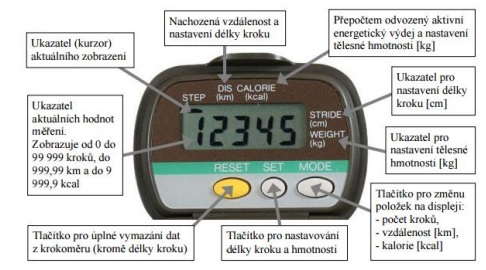 Nachozená vzdálenost a
nastavení délky kroku
Přepočtem odvozený aktivní
energetický výdej a nastavení
tělesné hmotnosti [kg]
Ukazatel (kurzor)
aktuálního zobrazení
DIS CALORIE
STEP (km) (kcal)
Ukazatel pro
nastavení délky
kroku [cm]
Ukazatel
aktuálních hodnot
měření.
Zobrazuje od 0 do
99 999 kroků, do
999,99 km a do 9
999,9 kcal
12345
STRIDE
(cm)
WEIGHT
(kg)
Ukazatel pro
nastavení tělesné
hmotnosti [kg]
RESET SET MODE
Tlačítko pro úplné vymazání dat
z krokoměru (kromě délky kroku)
Tlačítko pro nastavování
délky kroku a hmotnosti
Tlačítko pro změnu
položek na displeji:
- počet kroků,
- vzdálenost [km],
- kalorie [kcal]